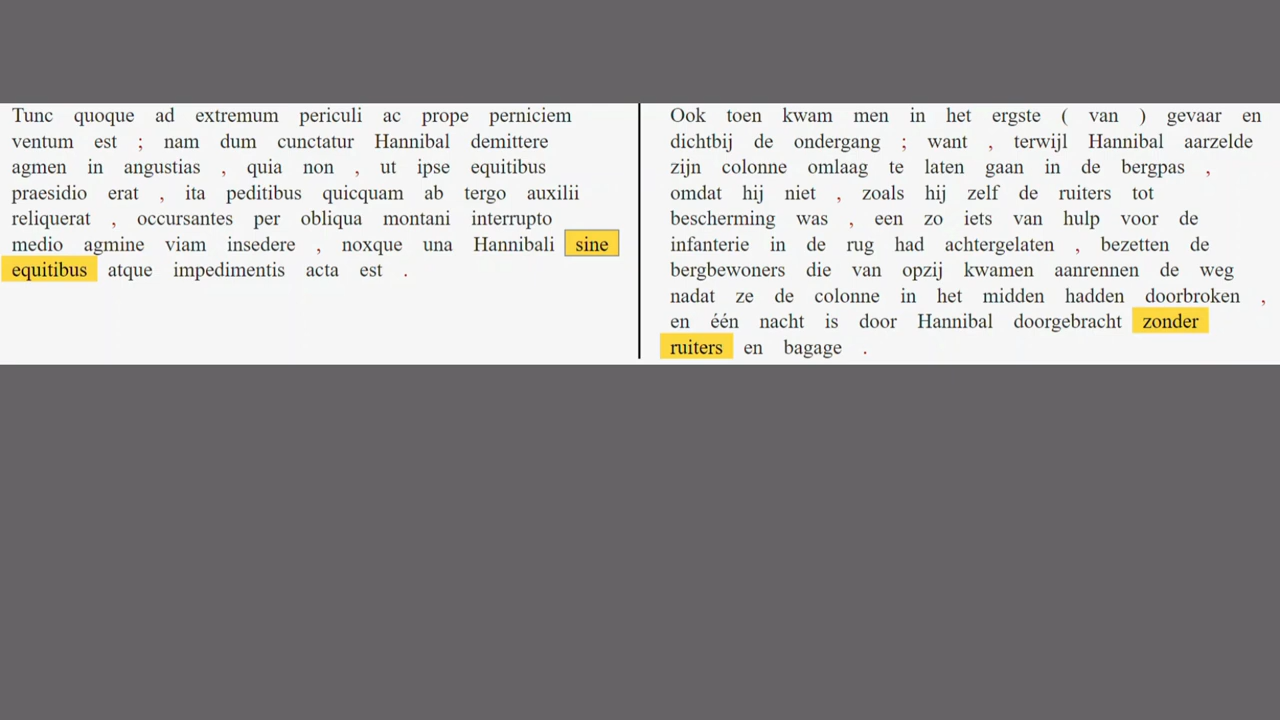 Tunc quoque ad extremum periculi ac prope perniciem
ventum est ; nam dum cunctatur Hannibal demittere
agmen in angustias , quia non , ut ipse equitibus
praesidio erat , ita peditibus quicquam ab tergo auxilii
reliquerat , occursantes per obliqua montani interrupto
medio agmine viam insedere , noxque una Hannibali sine
equitibus atque impedimentis acta est .
Ook toen kwam men in het ergste ( van ) gevaar en
dichtbij de ondergang ; want , terwijl Hannibal aarzelde
zijn colonne omlaag te laten gaan in de bergpas ,
omdat hij niet , zoals hij zelf de ruiters tot
bescherming was , een zo iets van hulp voor de
infanterie in de rug had achtergelaten , bezetten de
bergbewoners die van opzij kwamen aanrennen de weg
nadat ze de colonne in het midden hadden doorbroken ,
en één nacht is door Hannibal doorgebracht zonder
ruiters en bagage .